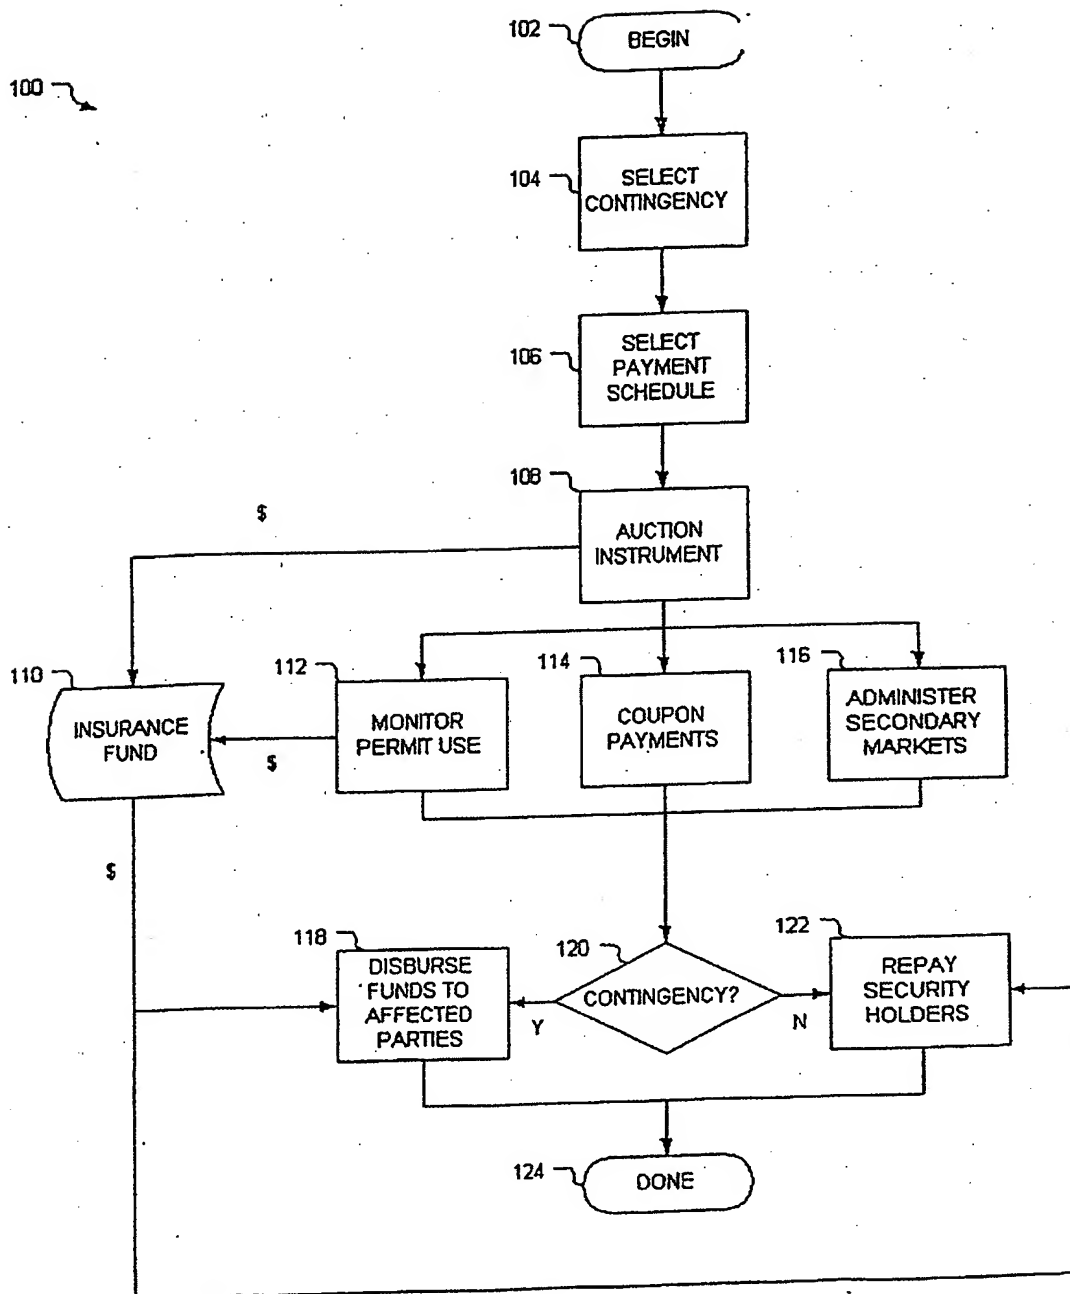 102
BEGIN
100
104
SELECT
CONTINGENCY
106
SELECT
PAYMENT
SCHEDULE
108
AUCTION
INSTRUMENT
$
110
INSURANCE
FUND
112
MONITOR
PERMIT USE
$
114
COUPON
PAYMENTS
116
ADMINISTER
SECONDARY
MARKETS
$
118
DISBURSE
FUNDS TO
AFFECTED
PARTIES
120
CONTINGENCY?
Y
N
122
REPAY
SECURITY
HOLDERS
124
DONE